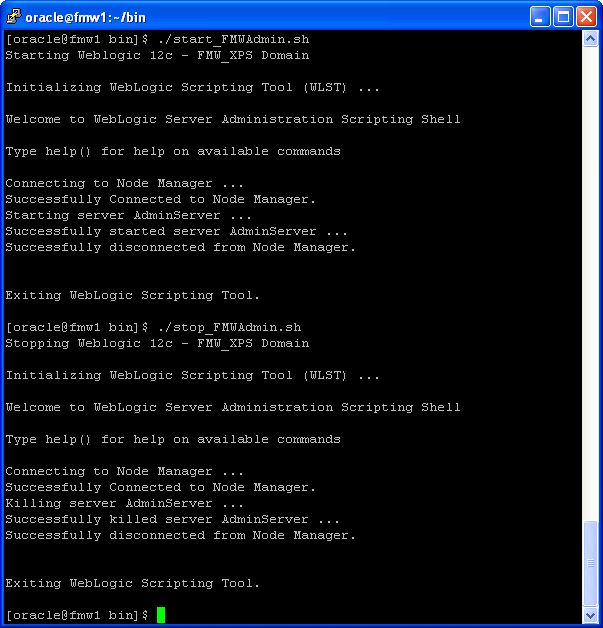 oracle@fmw1:~/bin
[oracle@fmw1 bin]$ ./start_FMWAdmin.sh
Starting Weblogic 12c - FMW_XPS Domain
Initializing WebLogic Scripting Tool (WLST) ...
Welcome to WebLogic Server Administration Scripting Shell
Type help() for help on available commands
Connecting to Node Manager ...
Successfully Connected to Node Manager.
Starting server AdminServer ...
Successfully started server AdminServer ...
Successfully disconnected from Node Manager.
Exiting WebLogic Scripting Tool.
[oracle@fmw1 bin]$ ./stop_FMWAdmin.sh
Stopping Weblogic 12c - FMW_XPS Domain
Initializing WebLogic Scripting Tool (WLST) ...
Welcome to WebLogic Server Administration Scripting Shell
Type help() for help on available commands
Connecting to Node Manager ...
Successfully Connected to Node Manager.
Killing server AdminServer ...
Successfully killed server AdminServer ...
Successfully disconnected from Node Manager.
Exiting WebLogic Scripting Tool.
[oracle@fmw1 bin]$